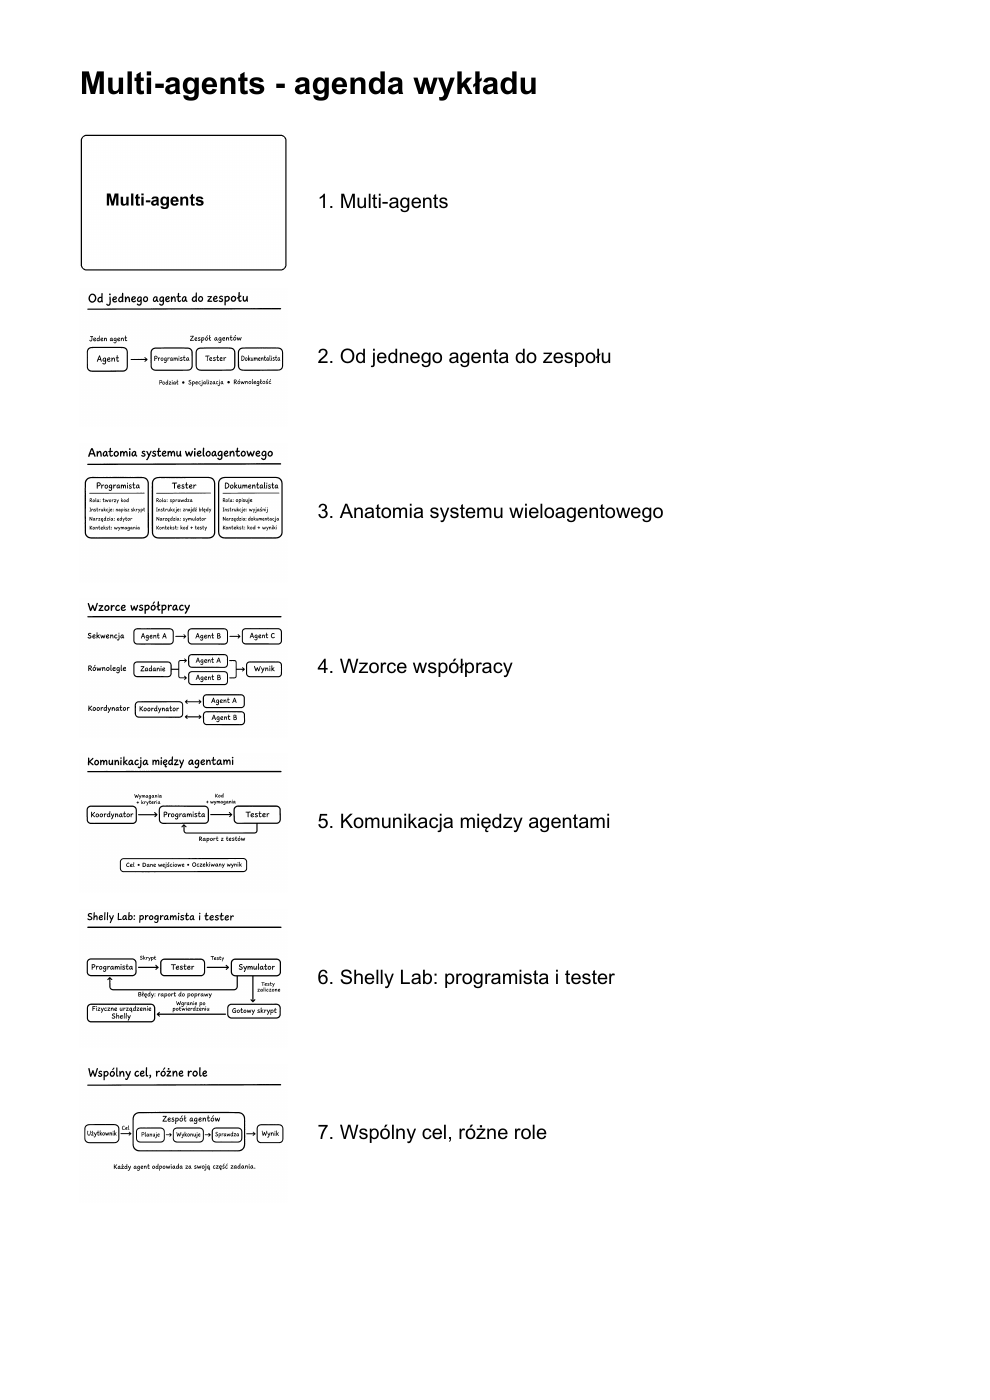 Multi-agents - agenda wykładu
Multi-agents
1. Multi-agents
Od jednego agenta do zespołu
Jeden agent
Zespół agentów
Agent
Programista
Tester
Dokumentalista
Podział • Specjalizacja • Równoległość
2. Od jednego agenta do zespołu
Anatomia systemu wieloagentowego
Programista
Rola: tworzy kod
Instrukcje: napisz skrypt
Narzędzia: edytor
Kontekst: wymagania
Tester
Rola: sprawdza
Instrukcje: znajdź błędy
Narzędzia: symulator
Kontekst: kod + testy
Dokumentalista
Rola: opisuje
Instrukcje: wyjaśnij
Narzędzia: dokumentacja
Kontekst: kod + wyniki
3. Anatomia systemu wieloagentowego
Wzorce współpracy
Sekwencja
Agent A
Agent B
Agent C
Równolegle
Zadanie
Agent A
Agent B
Wynik
Koordynator
Koordynator
Agent A
Agent B
4. Wzorce współpracy
Komunikacja między agentami
Wymagania
+ kryteria
Kod
+ wymagania
Koordynator
Programista
Tester
Raport z testów
Cel • Dane wejściowe • Oczekiwany wynik
5. Komunikacja między agentami
Shelly Lab: programista i tester
Skrypt
Testy
Programista
Tester
Symulator
Testy
zaliczone
Błędy: raport do poprawy
Wgranie po
potwierdzeniu
Fizyczne urządzenie
Shelly
Gotowy skrypt
6. Shelly Lab: programista i tester
Wspólny cel, różne role
Zespół agentów
Użytkownik
Cel
Planuje
Wykonuje
Sprawdza
Wynik
Każdy agent odpowiada za swoją część zadania.
7. Wspólny cel, różne role